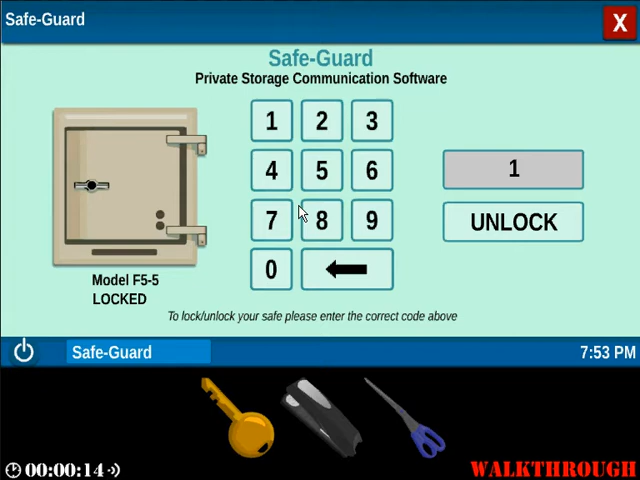 Safe-Guard
X
Safe-Guard
Private Storage Communication Software
1 2 3
4 5 6
7 8 9
0
1
UNLOCK
Model F5-5
LOCKED
To lock/unlock your safe please enter the correct code above
Safe-Guard
7:53 PM
00:00:14
WALKTHROUGH